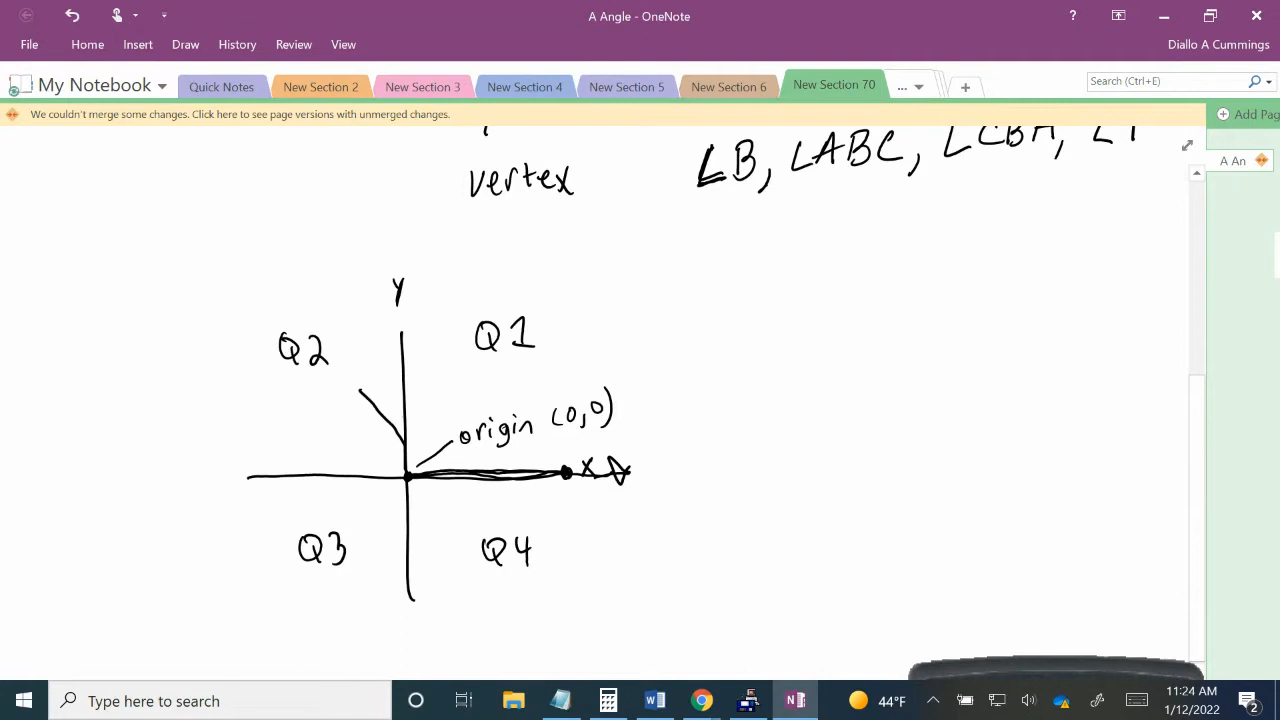 A Angle - OneNote
?
File Home Insert Draw History Review View
Diallo A Cummings
My Notebook Quick Notes New Section 2 New Section 3 New Section 4 New Section 5 New Section 6 New Section 70 ... +
Search (Ctrl+E)
We couldn't merge some changes. Click here to see page versions with unmerged changes.
Add Pag
A An
vertex
∠B, ∠ABC, ∠CBA,
Y
Q2
Q1
origin (0,0)
X
Q3
Q4
Type here to search
44°F
11:24 AM
1/12/2022
2